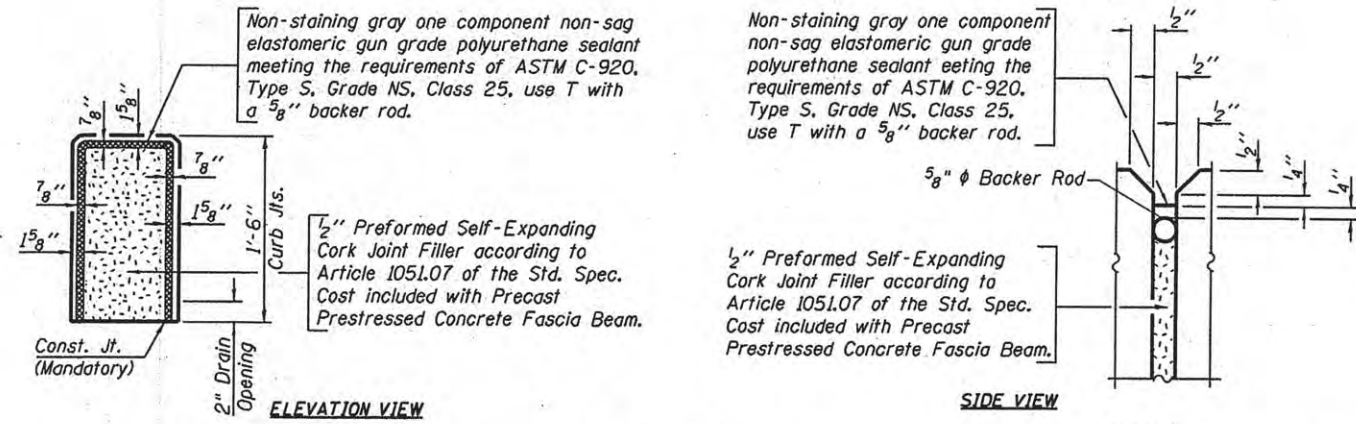 Non-staining gray one component non-sag
elastomeric gun grade polyurethane sealant
meeting the requirements of ASTM C-920,
Type S, Grade NS, Class 25, use T with
a 5/8" backer rod.
7/8"
1 5/8"
7/8"
7/8"
1 5/8"
1 5/8"
1'-6"
Curb Jts.
1/2" Preformed Self-Expanding
Cork Joint Filler according to
Article 1051.07 of the Std. Spec.
Cost included with Precast
Prestressed Concrete Fascia Beam.
Const. Jt.
(Mandatory)
2" Drain
Opening
ELEVATION VIEW
Non-staining gray one component
non-sag elastomeric gun grade
polyurethane sealant eeting the
requirements of ASTM C-920,
Type S, Grade NS, Class 25,
use T with a 5/8" backer rod.
1/2"
1/2"
1/2"
1/2"
1/4"
1/4"
5/8" φ Backer Rod
1/2" Preformed Self-Expanding
Cork Joint Filler according to
Article 1051.07 of the Std. Spec.
Cost included with Precast
Prestressed Concrete Fascia Beam.
SIDE VIEW